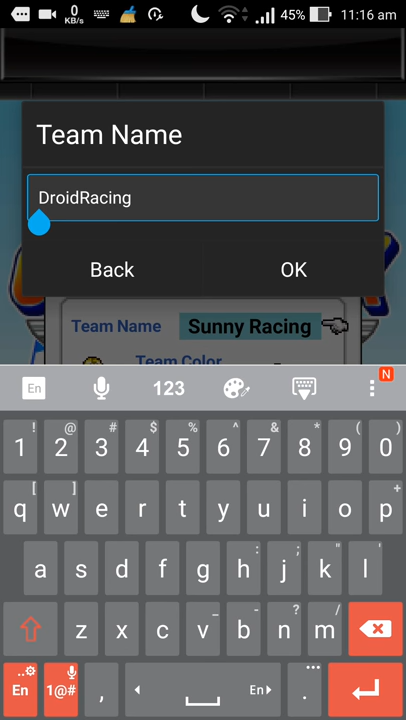 0
KB/s
45%
11:16 am
Team Name
DroidRacing
Back
OK
Team Name
Sunny Racing
Team Color
En
123
N
! @ # $ % ^ & * ( )
1 2 3 4 5 6 7 8 9 0
[ ] +
q w e r t y u i o p
: ; " '
a s d f g h j k l
_ - ? /
z x c v b n m
En
1@#
,
En
.